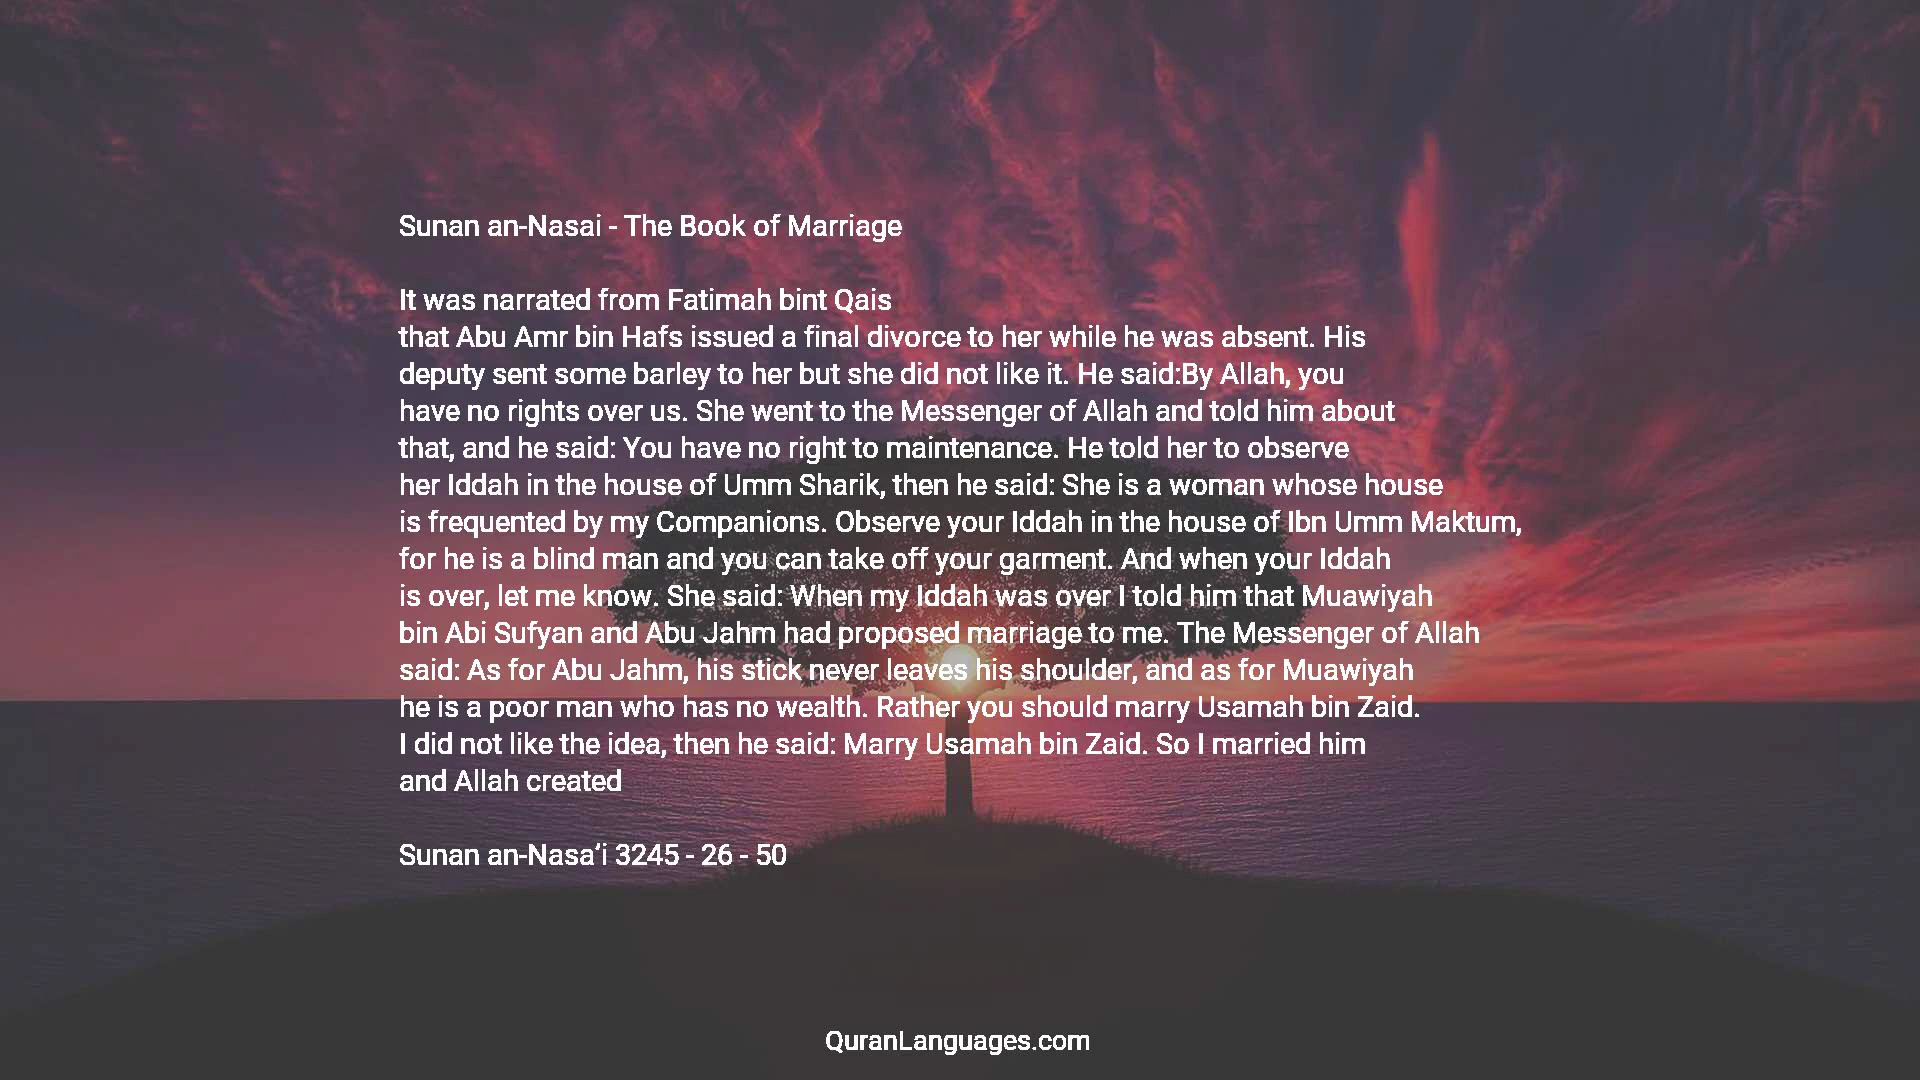 Sunan an-Nasai - The Book of Marriage
It was narrated from Fatimah bint Qais
that Abu Amr bin Hafs issued a final divorce to her while he was absent. His
deputy sent some barley to her but she did not like it. He said:By Allah, you
have no rights over us. She went to the Messenger of Allah and told him about
that, and he said: You have no right to maintenance. He told her to observe
her Iddah in the house of Umm Sharik, then he said: She is a woman whose house
is frequented by my Companions. Observe your Iddah in the house of Ibn Umm Maktum,
for he is a blind man and you can take off your garment. And when your Iddah
is over, let me know. She said: When my Iddah was over I told him that Muawiyah
bin Abi Sufyan and Abu Jahm had proposed marriage to me. The Messenger of Allah
said: As for Abu Jahm, his stick never leaves his shoulder, and as for Muawiyah
he is a poor man who has no wealth. Rather you should marry Usamah bin Zaid.
I did not like the idea, then he said: Marry Usamah bin Zaid. So I married him
and Allah created
Sunan an-Nasa’i 3245 - 26 - 50
QuranLanguages.com